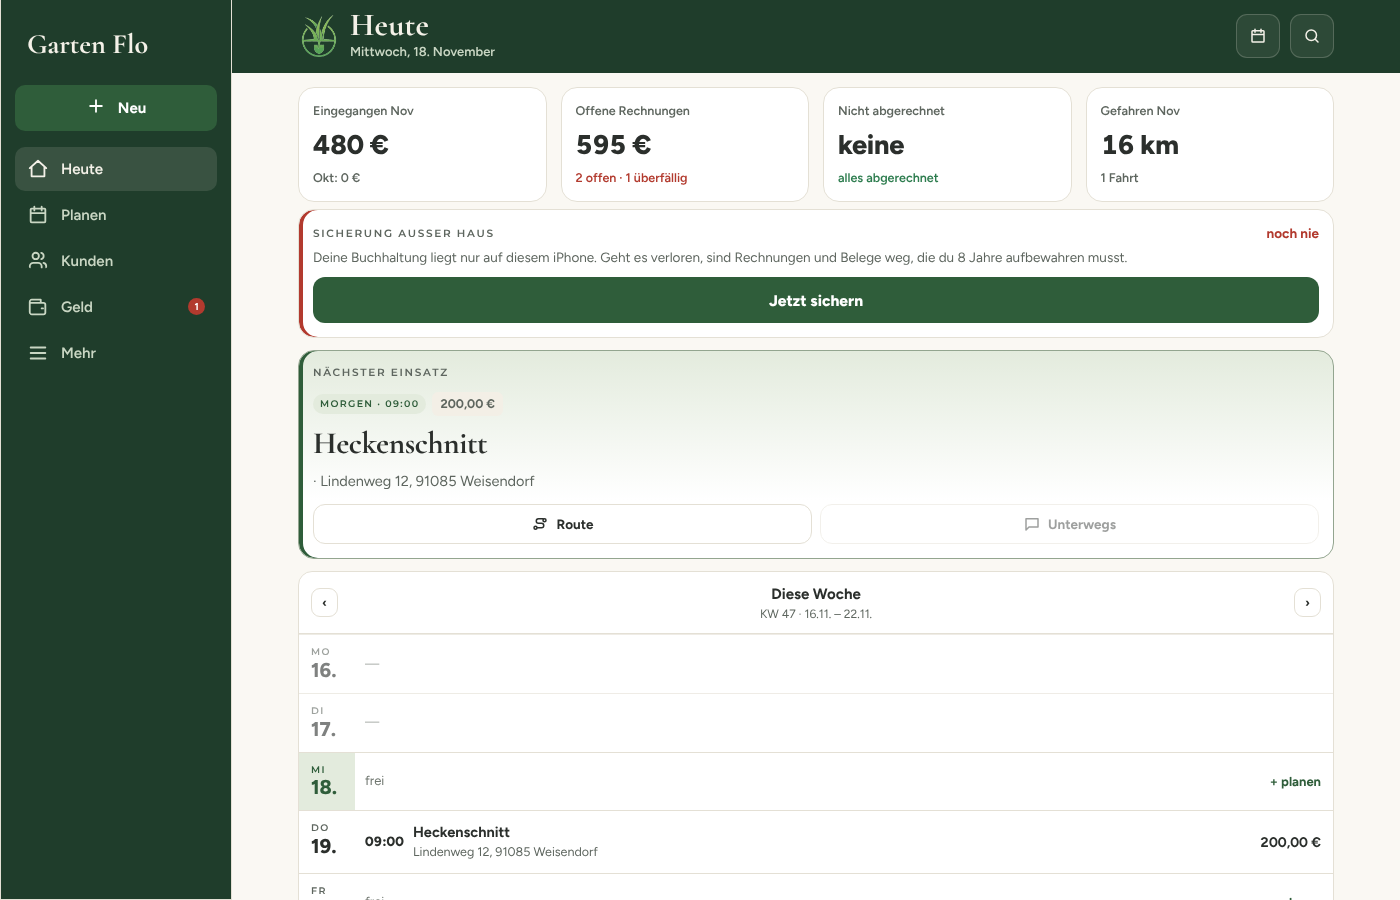 Garten Flo
Neu
Heute
Planen
Kunden
Geld 1
Mehr
Heute
Mittwoch, 18. November
Eingegangen Nov
480 €
Okt: 0 €
Offene Rechnungen
595 €
2 offen · 1 überfällig
Nicht abgerechnet
keine
alles abgerechnet
Gefahren Nov
16 km
1 Fahrt
SICHERUNG AUSSER HAUS
noch nie
Deine Buchhaltung liegt nur auf diesem iPhone. Geht es verloren, sind Rechnungen und Belege weg, die du 8 Jahre aufbewahren musst.
Jetzt sichern
NÄCHSTER EINSATZ
MORGEN · 09:00 200,00 €
Heckenschnitt
· Lindenweg 12, 91085 Weisendorf
Route
Unterwegs
‹ Diese Woche ›
KW 47 · 16.11. – 22.11.
MO
16. —
DI
17. —
MI
18. frei + planen
DO
19. 09:00 Heckenschnitt 200,00 €
Lindenweg 12, 91085 Weisendorf
FR